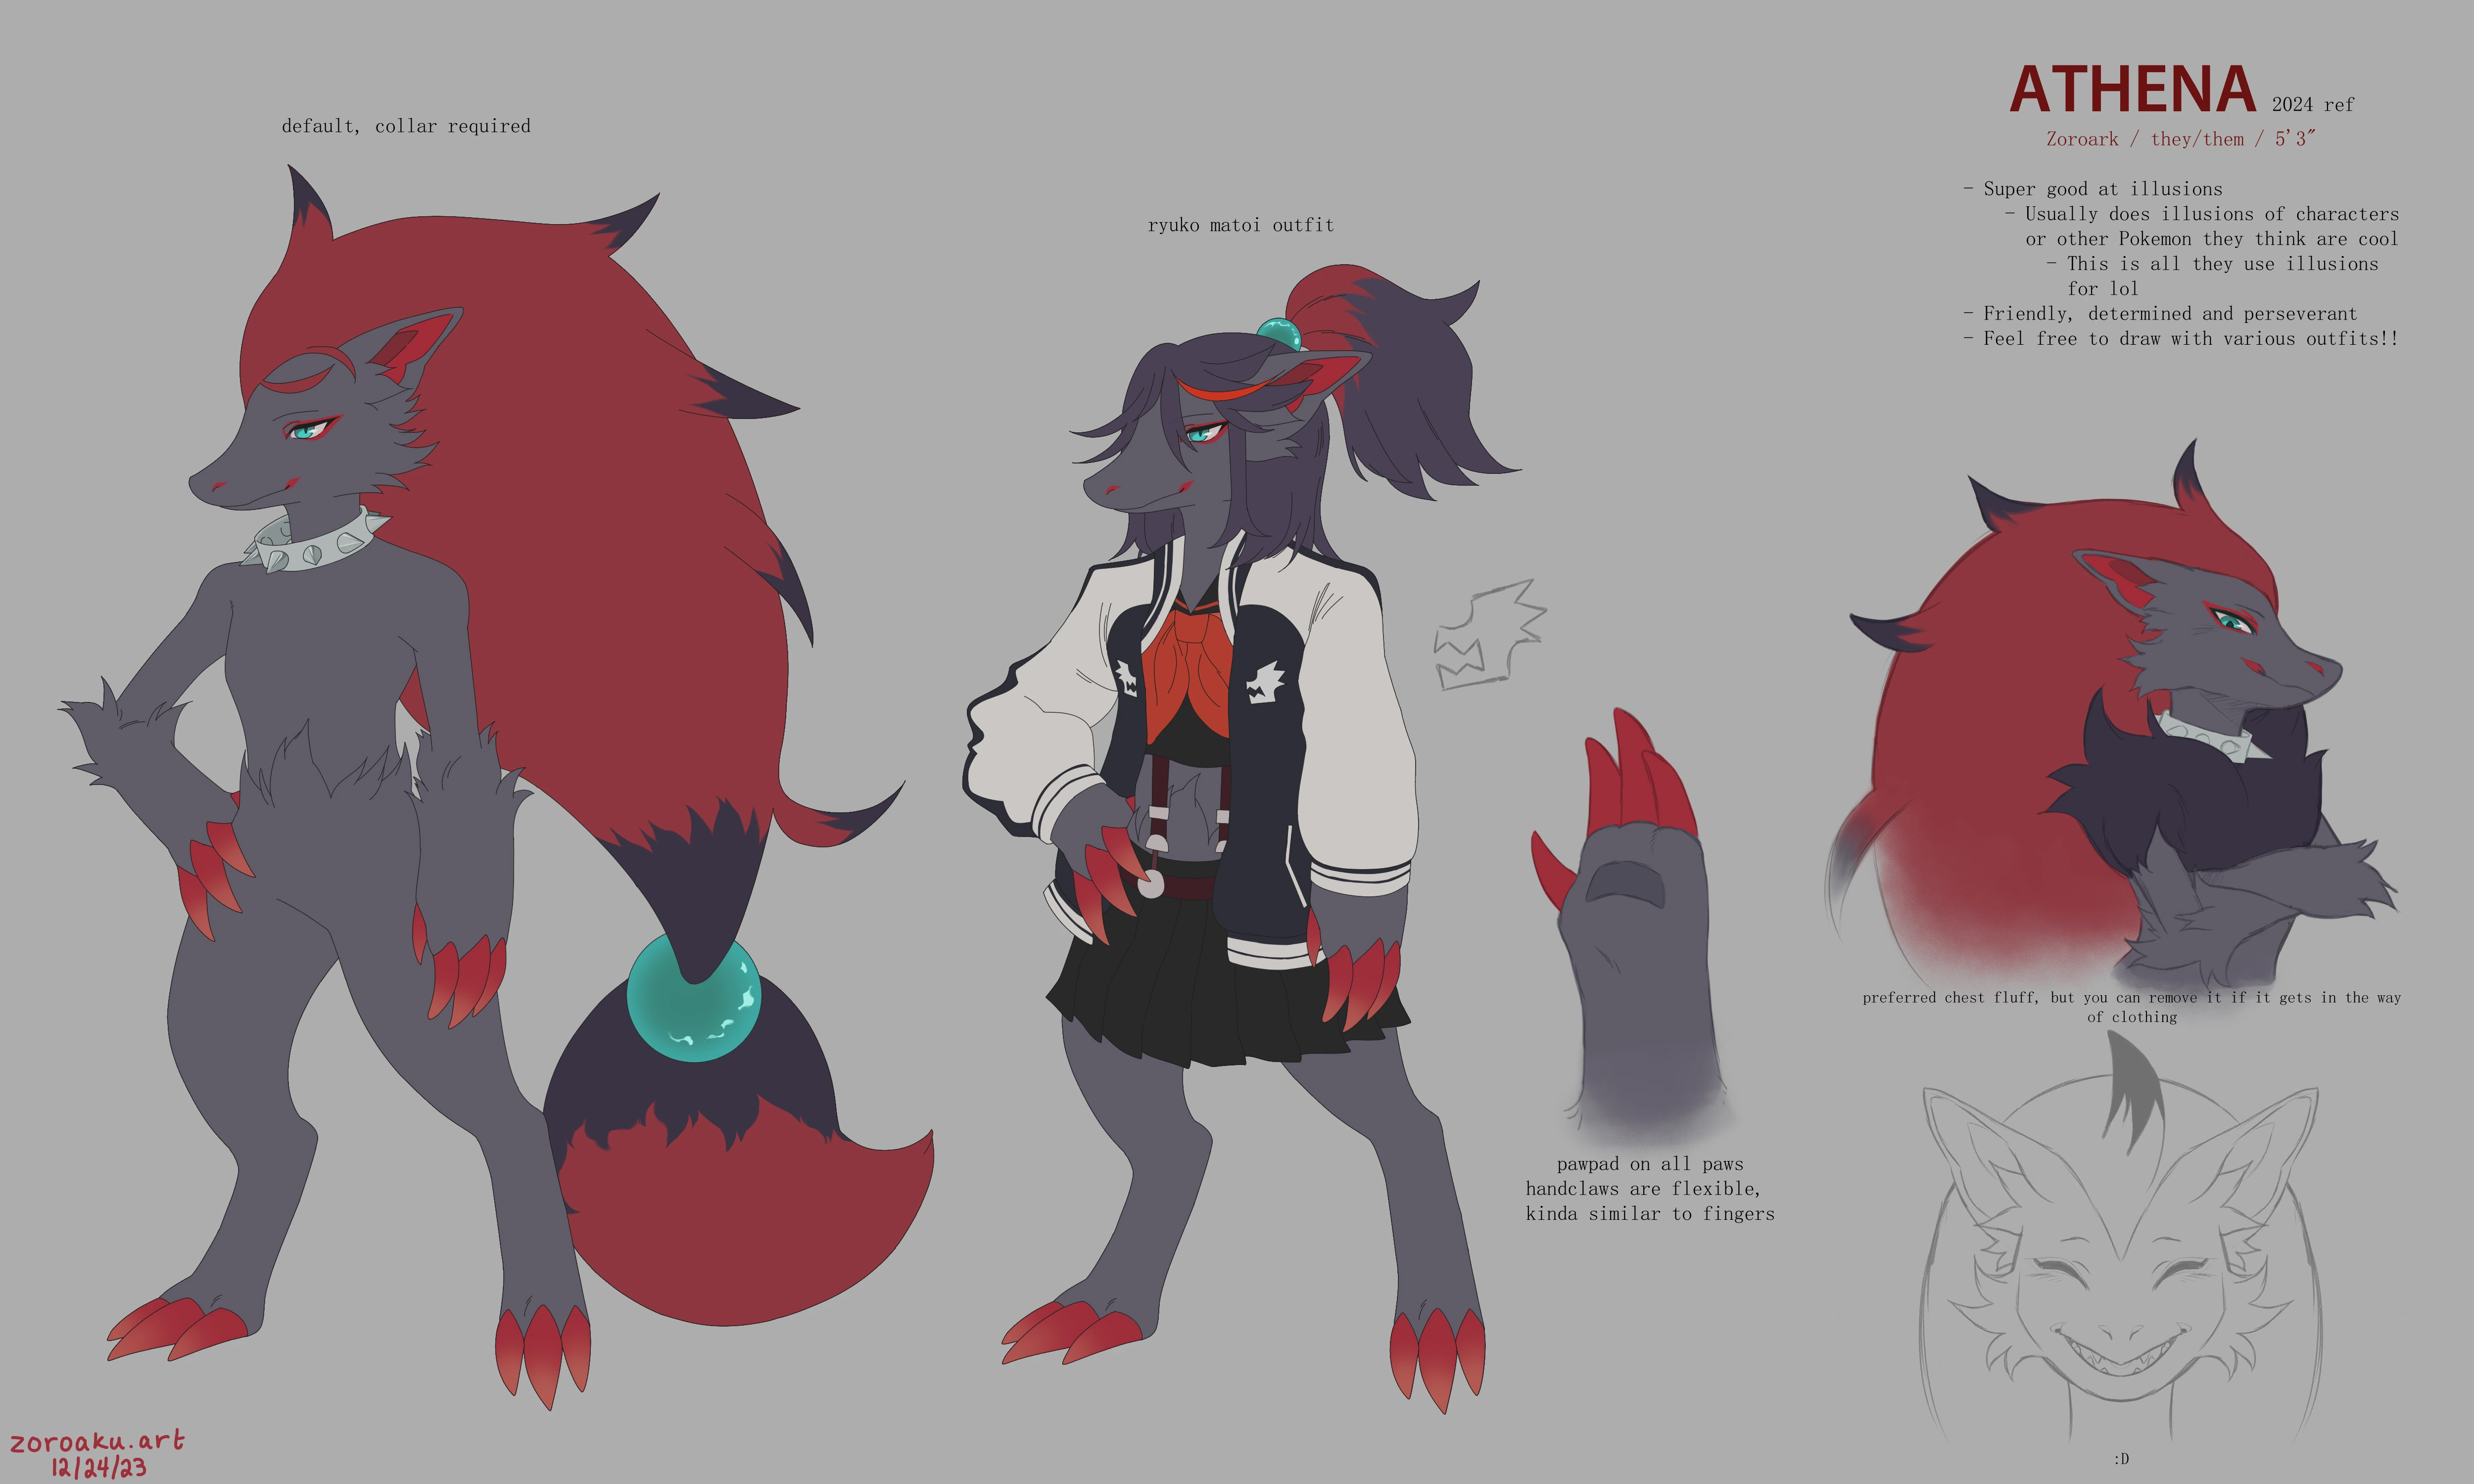 ATHENA 2024 ref
Zoroark / they/them / 5'3"
- Super good at illusions
- Usually does illusions of characters
or other Pokemon they think are cool
- This is all they use illusions
for lol
- Friendly, determined and perseverant
- Feel free to draw with various outfits!!
default, collar required
ryuko matoi outfit
pawpad on all paws
handclaws are flexible,
kinda similar to fingers
preferred chest fluff, but you can remove it if it gets in the way
of clothing
:D
zoroaku.art
12/24/23